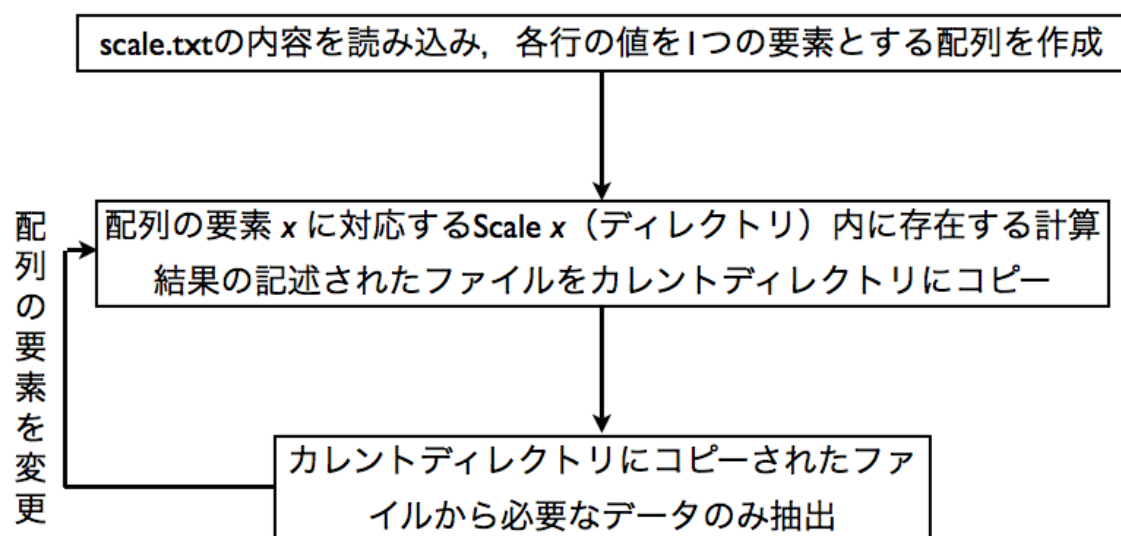 scale.txtの内容を読み込み，各行の値を1つの要素とする配列を作成
配列の要素 x に対応するScale x（ディレクトリ）内に存在する計算
結果の記述されたファイルをカレントディレクトリにコピー
カレントディレクトリにコピーされたファ
イルから必要なデータのみ抽出
配列の要素を変更